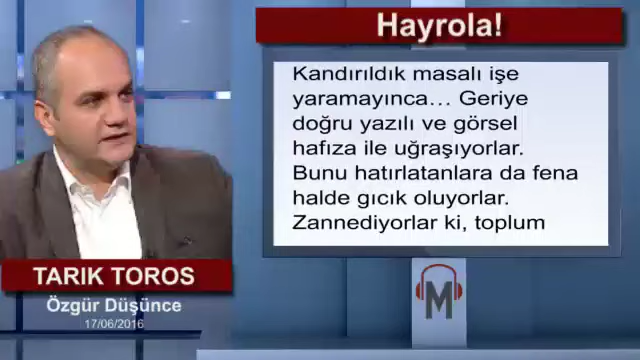 Hayrola!
Kandırıldık masalı işe
yaramayınca… Geriye
doğru yazılı ve görsel
hafıza ile uğraşıyorlar.
Bunu hatırlatanlara da fena
halde gıcık oluyorlar.
Zannediyorlar ki, toplum
TARIK TOROS
Özgür Düşünce
17/06/2016
M